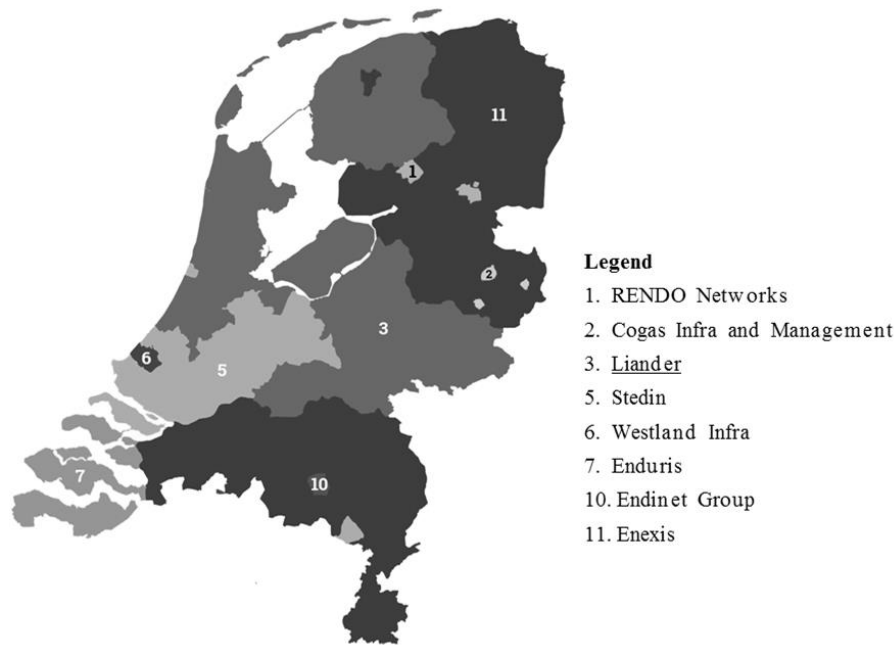 11
1
2
3
6
5
7
10
Legend
1. RENDO Networks
2. Cogas Infra and Management
3. Liander
5. Stedin
6. Westland Infra
7. Enduris
10. Endinet Group
11. Enexis